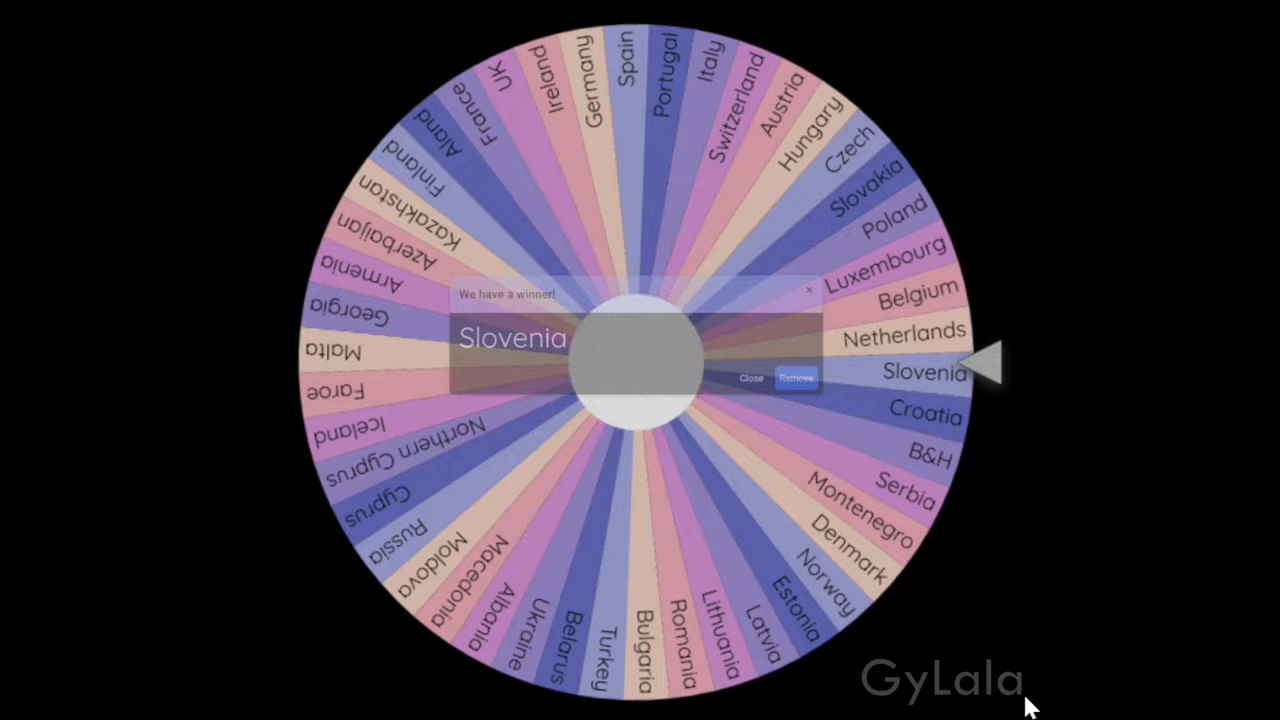 Spain
Portugal
Italy
Switzerland
Austria
Hungary
Czech
Slovakia
Poland
Luxembourg
Belgium
Netherlands
Slovenia
Croatia
B&H
Serbia
Montenegro
Denmark
Norway
Estonia
Latvia
Lithuania
Romania
Bulgaria
Turkey
Belarus
Ukraine
Albania
Macedonia
Moldova
Russia
Cyprus
Northern Cyprus
Iceland
Faroe
Malta
Georgia
Armenia
Azerbaijan
Kazakhstan
Finland
Aland
France
UK
Ireland
Germany
We have a winner!
×
Slovenia
Close Remove
GyLala